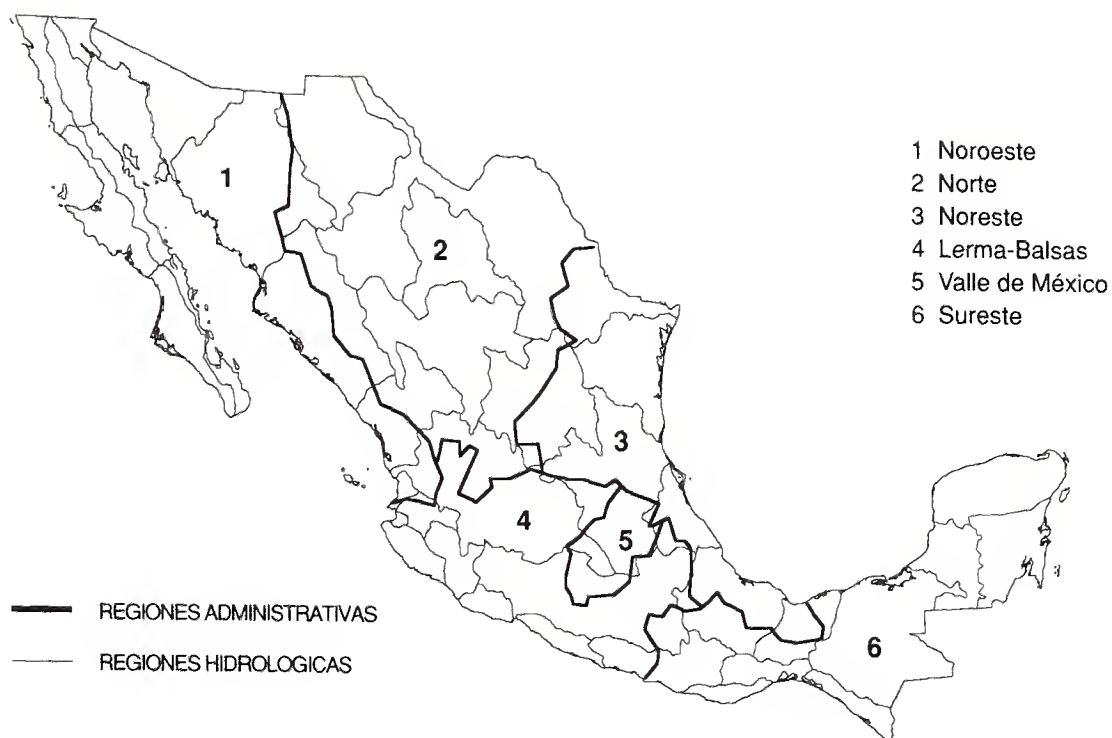 1 Noroeste
2 Norte
3 Noreste
4 Lerma-Balsas
5 Valle de México
6 Sureste
1
2
3
4
5
6
REGIONES ADMINISTRATIVAS
REGIONES HIDROLOGICAS